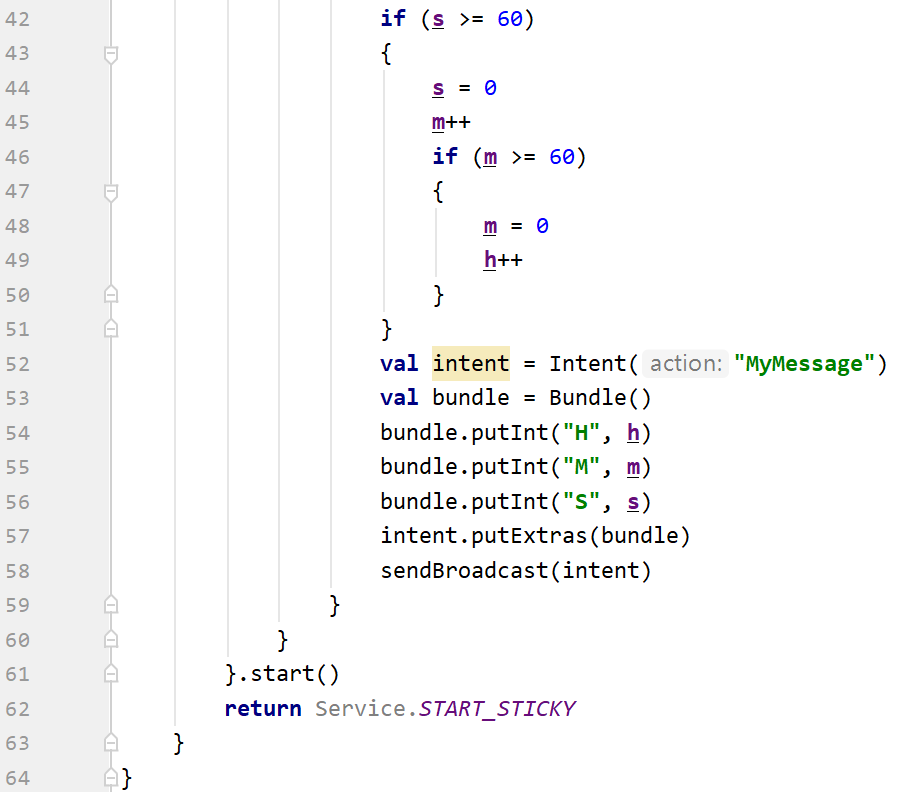 42 if (s >= 60)
43 {
44 s = 0
45 m++
46 if (m >= 60)
47 {
48 m = 0
49 h++
50 }
51 }
52 val intent = Intent( action: "MyMessage")
53 val bundle = Bundle()
54 bundle.putInt("H", h)
55 bundle.putInt("M", m)
56 bundle.putInt("S", s)
57 intent.putExtras(bundle)
58 sendBroadcast(intent)
59 }
60 }
61 }.start()
62 return Service.START_STICKY
63 }
64 }